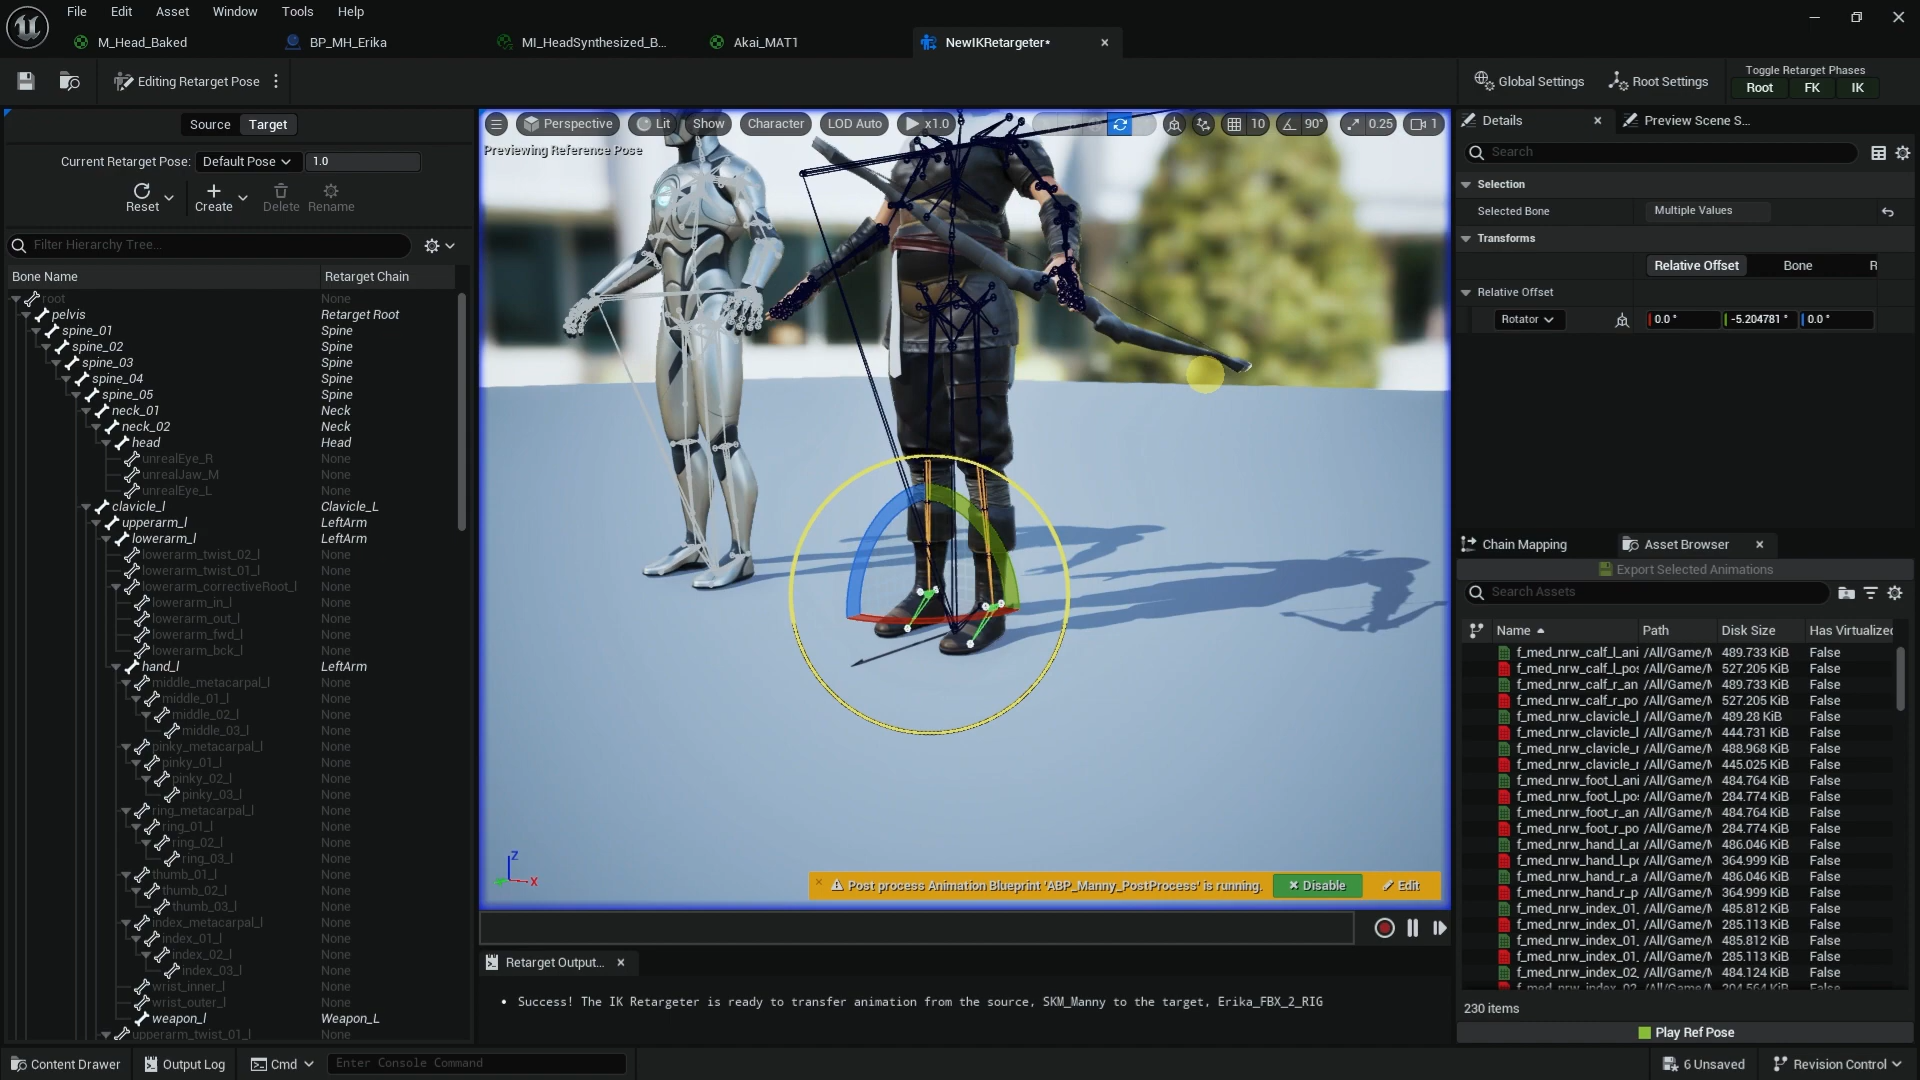 File Edit Asset Window Tools Help
M_Head_Baked BP_MH_Erika MI_HeadSynthesized_B... Akai_MAT1 NewIKRetargeter*
Editing Retarget Pose Global Settings Root Settings Toggle Retarget Phases
Root FK IK
Source Target
Current Retarget Pose: Default Pose 1.0
Reset Create Delete Rename
Filter Hierarchy Tree...
Bone Name Retarget Chain
root None
pelvis Retarget Root
spine_01 Spine
spine_02 Spine
spine_03 Spine
spine_04 Spine
spine_05 Spine
neck_01 Neck
neck_02 Neck
head Head
unrealEye_R None
unrealJaw_M None
unrealEye_L None
clavicle_l Clavicle_L
upperarm_l LeftArm
lowerarm_l LeftArm
lowerarm_twist_02_l None
lowerarm_twist_01_l None
lowerarm_correctiveRoot_l None
lowerarm_in_l None
lowerarm_out_l None
lowerarm_fwd_l None
lowerarm_bck_l None
hand_l LeftArm
middle_metacarpal_l None
middle_01_l None
middle_02_l None
middle_03_l None
pinky_metacarpal_l None
pinky_01_l None
pinky_02_l None
pinky_03_l None
ring_metacarpal_l None
ring_01_l None
ring_02_l None
ring_03_l None
thumb_01_l None
thumb_02_l None
thumb_03_l None
index_metacarpal_l None
index_01_l None
index_02_l None
index_03_l None
wrist_inner_l None
wrist_outer_l None
weapon_l Weapon_L
upperarm_twist_01_l None
Perspective Lit Show Character LOD Auto x1.0 10 90° 0.25 1
Previewing Reference Pose
Z
X
Post process Animation Blueprint 'ABP_Manny_PostProcess' is running. Disable Edit
Retarget Output...
• Success! The IK Retargeter is ready to transfer animation from the source, SKM_Manny to the target, Erika_FBX_2_RIG
Details Preview Scene S...
Search
Selection
Selected Bone Multiple Values
Transforms
Relative Offset Bone R
Relative Offset
Rotator 0.0 ° -5.204781 ° 0.0 °
Chain Mapping Asset Browser
Export Selected Animations
Search Assets
Name Path Disk Size Has Virtualized
f_med_nrw_calf_l_ani /All/Game/M 489.733 KiB False
f_med_nrw_calf_l_pos /All/Game/M 527.205 KiB False
f_med_nrw_calf_r_an /All/Game/M 489.733 KiB False
f_med_nrw_calf_r_po /All/Game/M 527.205 KiB False
f_med_nrw_clavicle_l /All/Game/M 489.28 KiB False
f_med_nrw_clavicle_l /All/Game/M 444.731 KiB False
f_med_nrw_clavicle_r /All/Game/M 488.968 KiB False
f_med_nrw_clavicle_r /All/Game/M 445.025 KiB False
f_med_nrw_foot_l_ani /All/Game/M 484.764 KiB False
f_med_nrw_foot_l_pos /All/Game/M 284.774 KiB False
f_med_nrw_foot_r_an /All/Game/M 484.764 KiB False
f_med_nrw_foot_r_po /All/Game/M 284.774 KiB False
f_med_nrw_hand_l_ar /All/Game/M 486.046 KiB False
f_med_nrw_hand_l_po /All/Game/M 364.999 KiB False
f_med_nrw_hand_r_a /All/Game/M 486.046 KiB False
f_med_nrw_hand_r_p /All/Game/M 364.999 KiB False
f_med_nrw_index_01_ /All/Game/M 485.812 KiB False
f_med_nrw_index_01_ /All/Game/M 285.113 KiB False
f_med_nrw_index_01_ /All/Game/M 485.812 KiB False
f_med_nrw_index_01_ /All/Game/M 285.113 KiB False
f_med_nrw_index_02_ /All/Game/M 484.124 KiB False
230 items
Play Ref Pose
Content Drawer Output Log Cmd Enter Console Command 6 Unsaved Revision Control